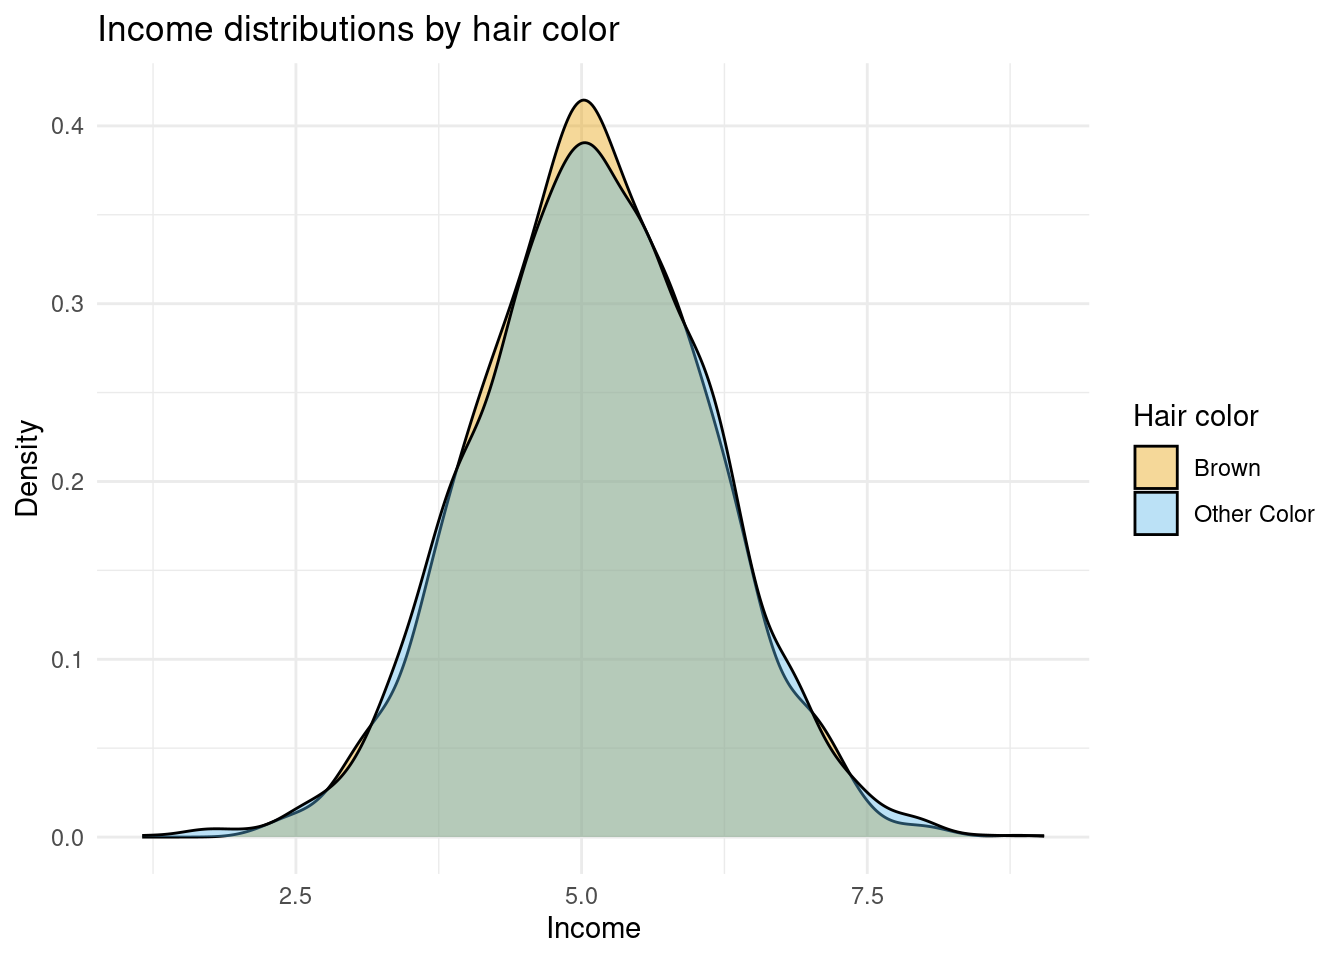 Income distributions by hair color
0.4
0.3
0.2
0.1
0.0
Density
2.5 5.0 7.5
Income
Hair color
Brown
Other Color